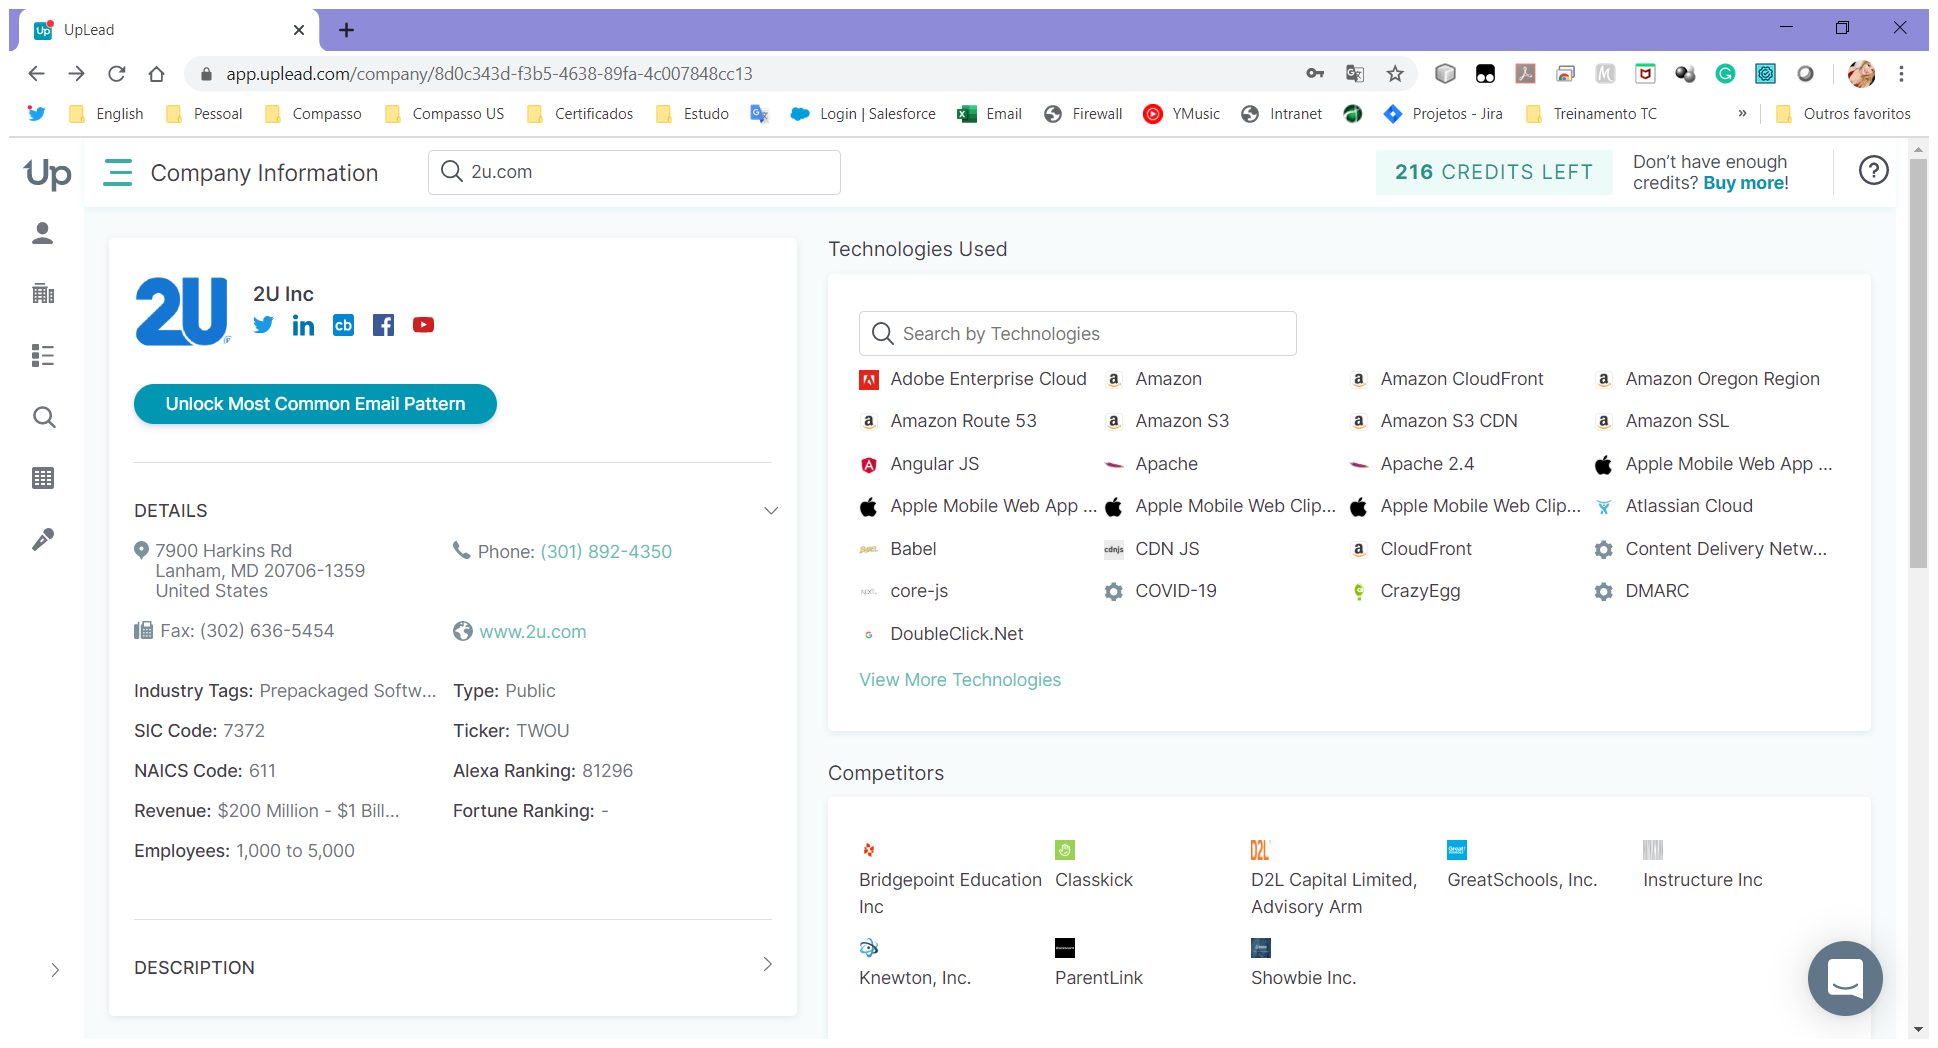 Up UpLead
app.uplead.com/company/8d0c343d-f3b5-4638-89fa-4c007848cc13
English Pessoal Compasso Compasso US Certificados Estudo Login | Salesforce Email Firewall YMusic Intranet Projetos - Jira Treinamento TC » Outros favoritos
Up Company Information 2u.com 216 CREDITS LEFT
Don't have enough
credits? Buy more!
?
2U
2U Inc
in cb f
Unlock Most Common Email Pattern
DETAILS
7900 Harkins Rd
Lanham, MD 20706-1359
United States
Phone: (301) 892-4350
Fax: (302) 636-5454
www.2u.com
Industry Tags: Prepackaged Softw...
Type: Public
SIC Code: 7372
Ticker: TWOU
NAICS Code: 611
Alexa Ranking: 81296
Revenue: $200 Million - $1 Bill...
Fortune Ranking: -
Employees: 1,000 to 5,000
DESCRIPTION
Technologies Used
Search by Technologies
Adobe Enterprise Cloud a Amazon a Amazon CloudFront a Amazon Oregon Region
a Amazon Route 53 a Amazon S3 a Amazon S3 CDN a Amazon SSL
Angular JS Apache Apache 2.4 Apple Mobile Web App ...
Apple Mobile Web App ... Apple Mobile Web Clip... Apple Mobile Web Clip... Atlassian Cloud
Babel cdnjs CDN JS a CloudFront Content Delivery Netw...
core-js COVID-19 CrazyEgg DMARC
G DoubleClick.Net
View More Technologies
Competitors
D2L Great!
Bridgepoint Education
Inc
Classkick
D2L Capital Limited,
Advisory Arm
GreatSchools, Inc.
Instructure Inc
Knewton, Inc.
ParentLink
Showbie Inc.